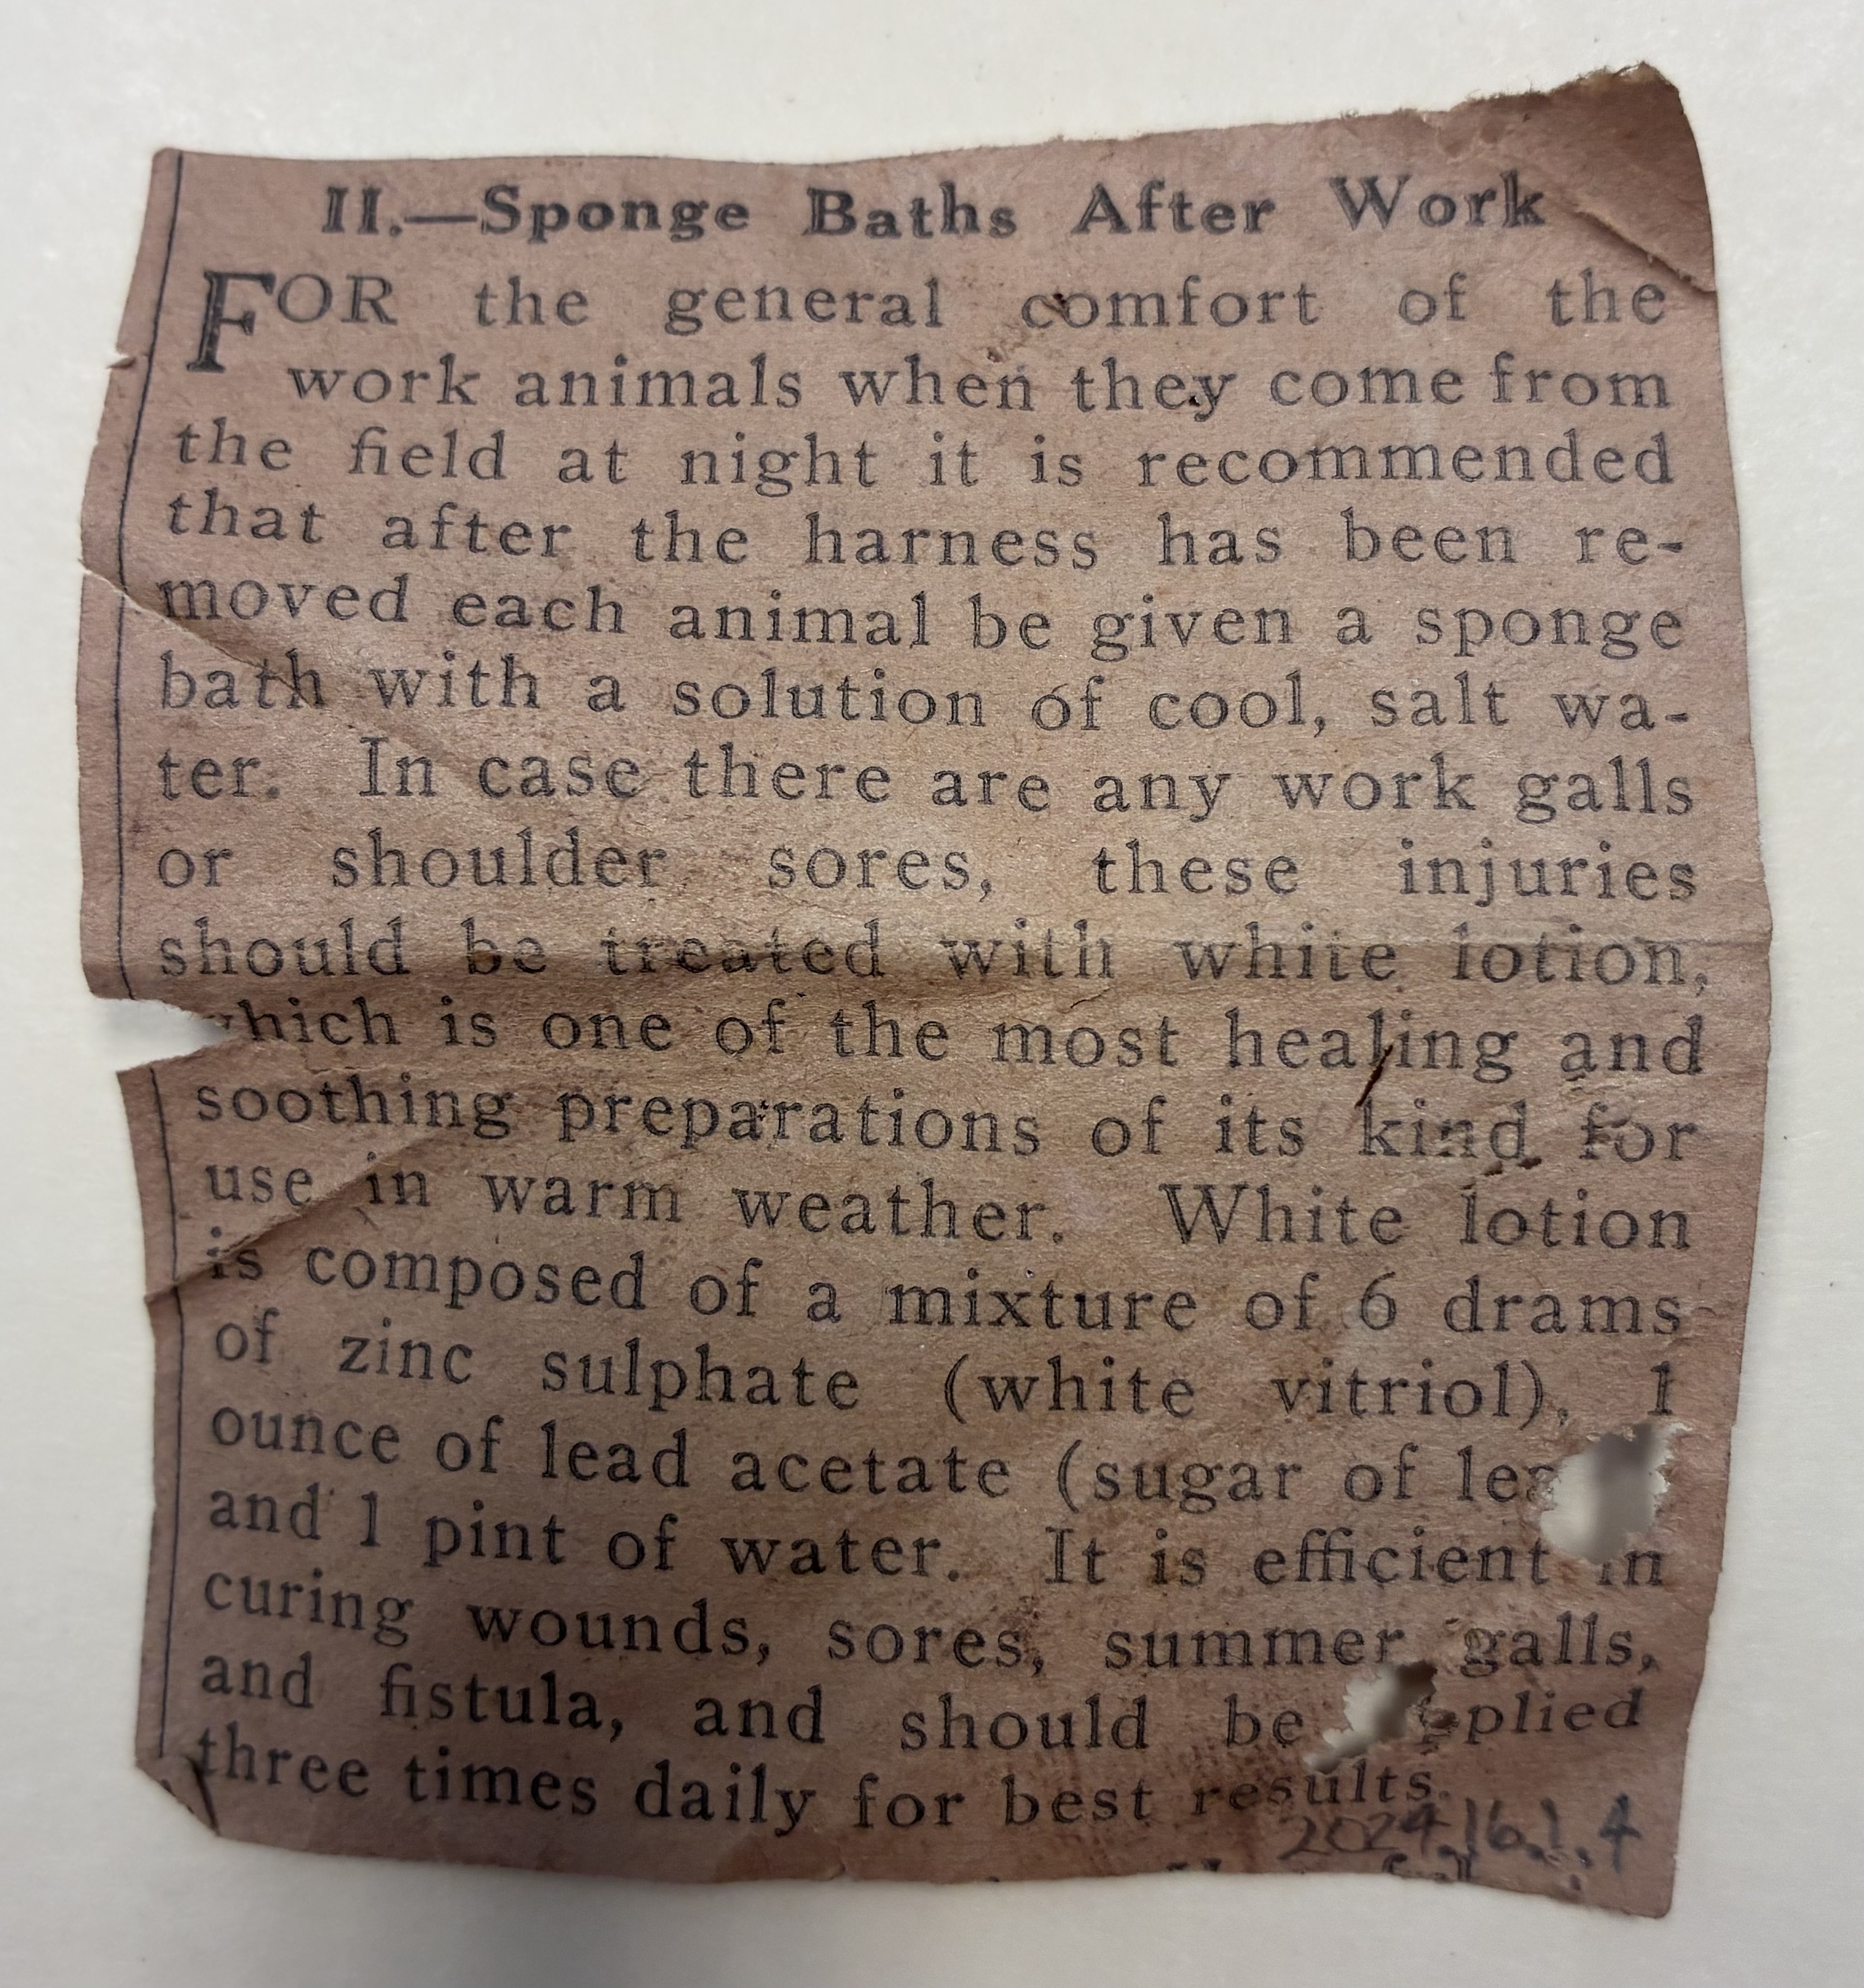 II.—Sponge Baths After Work
FOR the general comfort of the
work animals when they come from
the field at night it is recommended
that after the harness has been re-
moved each animal be given a sponge
bath with a solution of cool, salt wa-
ter. In case there are any work galls
or shoulder sores, these injuries
should be treated with white lotion,
which is one of the most healing and
soothing preparations of its kind for
use in warm weather. White lotion
is composed of a mixture of 6 drams
of zinc sulphate (white vitriol), 1
ounce of lead acetate (sugar of
and 1 pint of water. It is efficient in
curing wounds, sores, summer galls,
and fistula, and should be applied
three times daily for best results.
2024.16.1.4